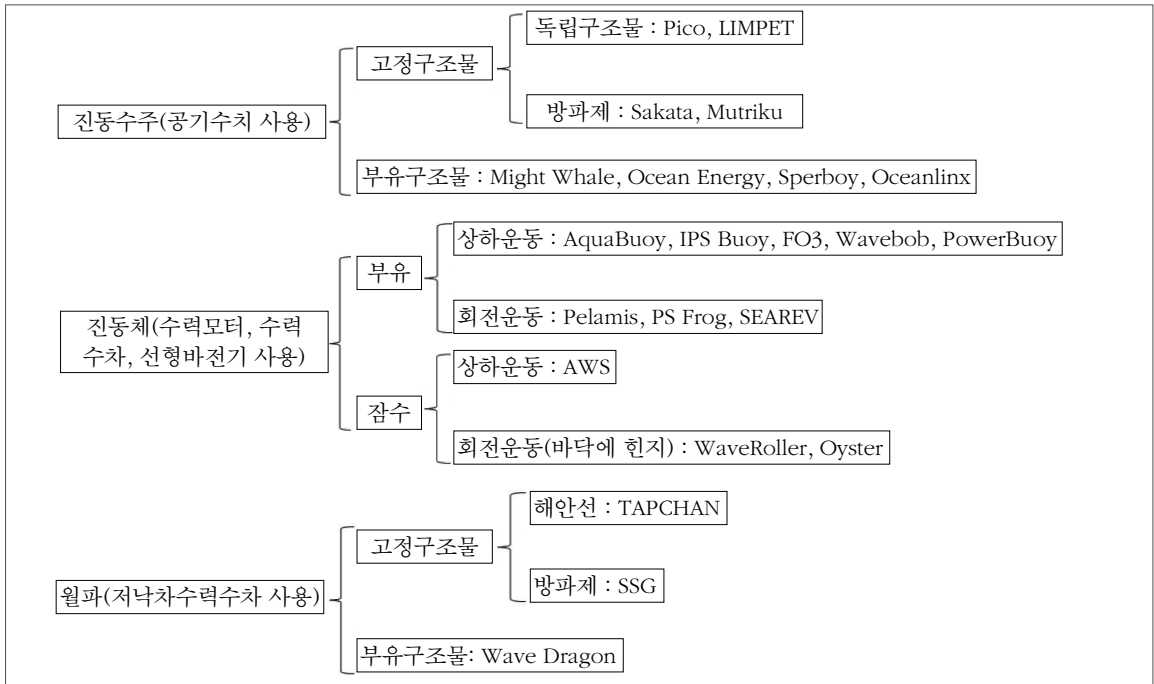 독립구조물 : Pico, LIMPET
고정구조물
방파제 : Sakata, Mutriku
진동수주(공기수치 사용)
부유구조물 : Might Whale, Ocean Energy, Sperboy, Oceanlinx
상하운동 : AquaBuoy, IPS Buoy, FO3, Wavebob, PowerBuoy
부유
회전운동 : Pelamis, PS Frog, SEAREV
진동체(수력모터, 수력
수차, 선형바전기 사용)
상하운동 : AWS
잠수
회전운동(바닥에 힌지) : WaveRoller, Oyster
해안선 : TAPCHAN
고정구조물
방파제 : SSG
월파(저낙차수력수차 사용)
부유구조물: Wave Dragon